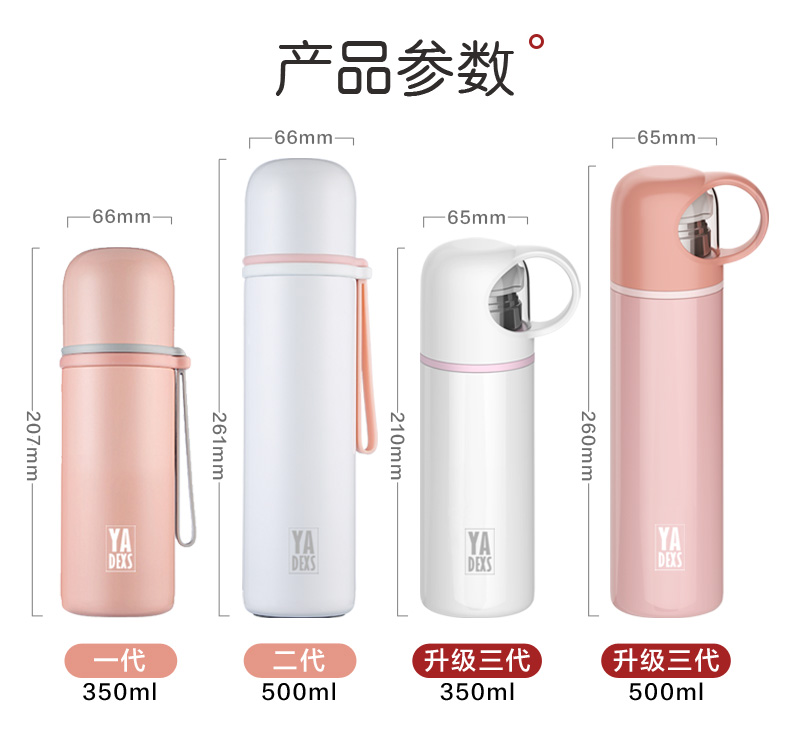 产品参数
66mm
207mm
YA
DEXS
一代
350ml
66mm
261mm
YA
DEXS
二代
500ml
65mm
210mm
YA
DEXS
升级三代
350ml
65mm
260mm
YA
DEXS
升级三代
500ml